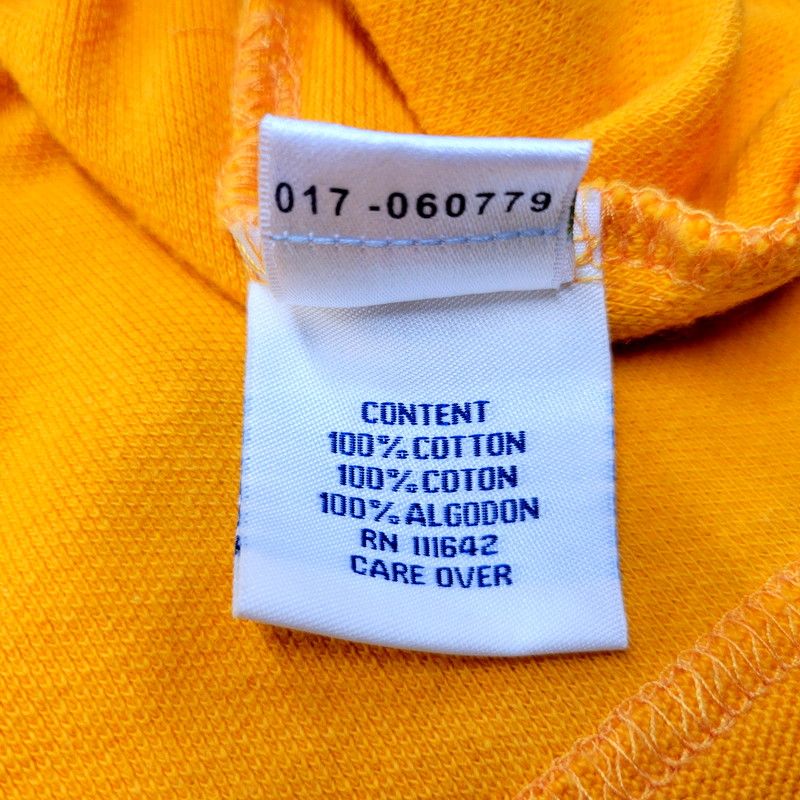 017 -060779
CONTENT
100% COTTON
100% COTON
100% ALGODON
RN 111642
CARE OVER